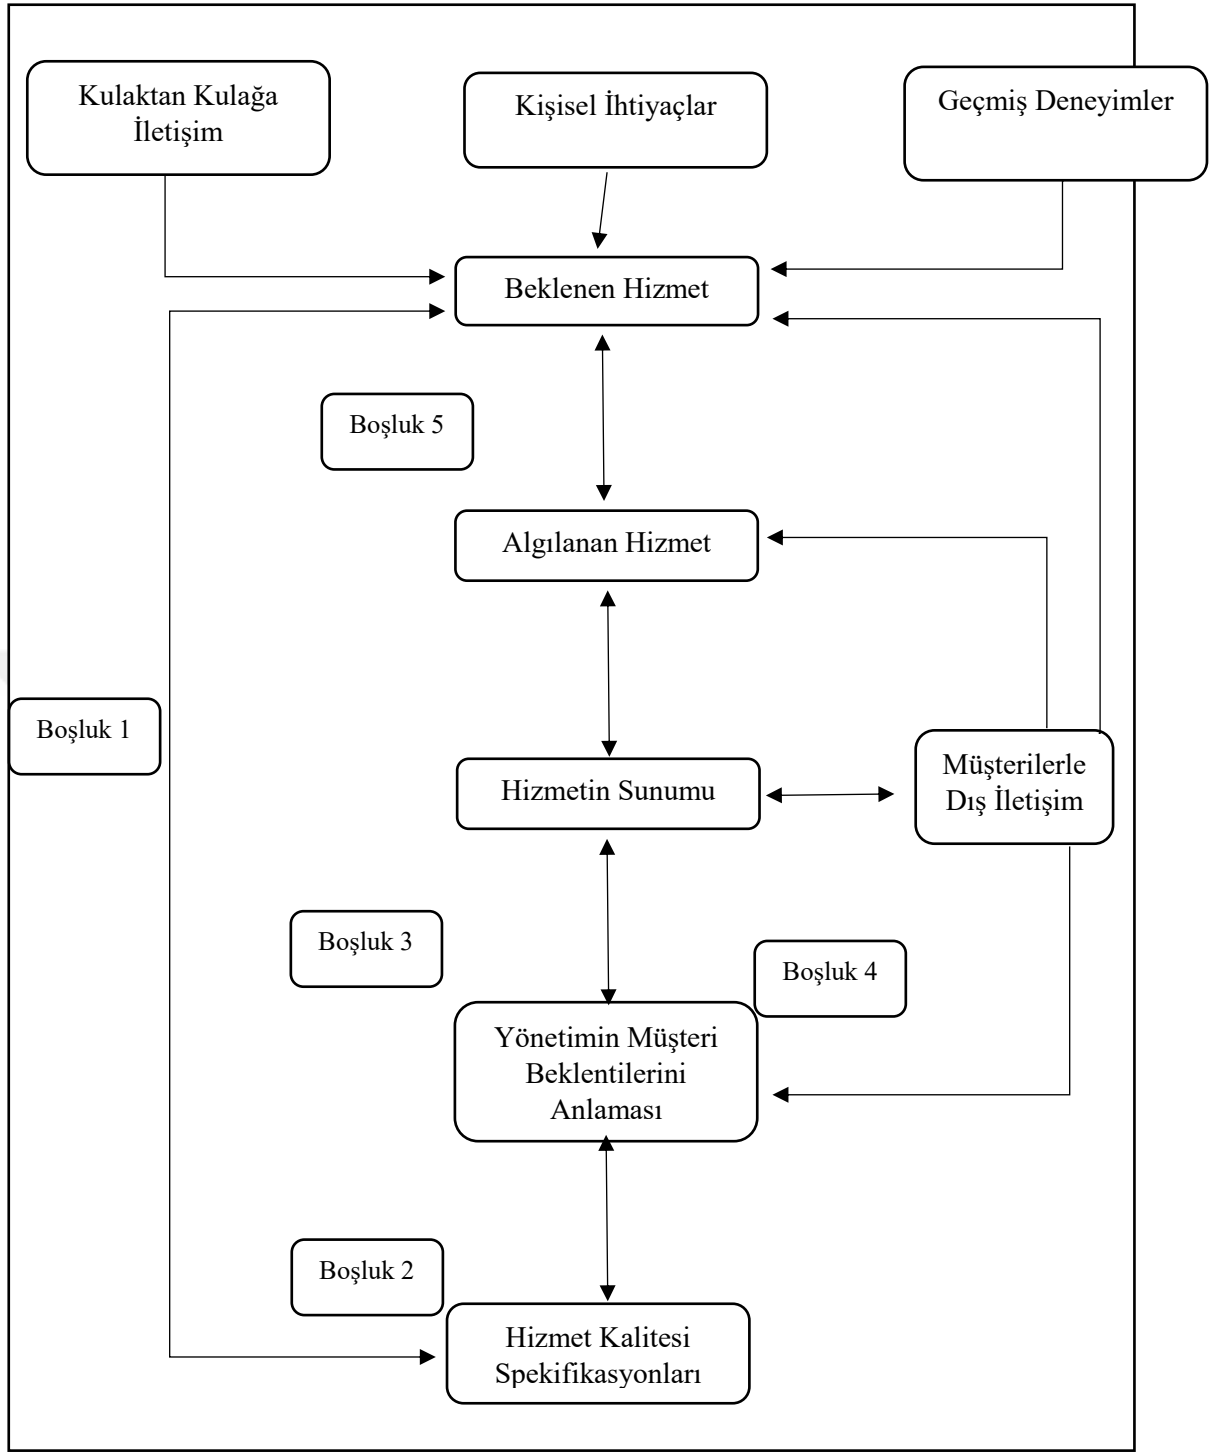 Kulaktan Kulağa
İletişim
Kişisel İhtiyaçlar
Geçmiş Deneyimler
Beklenen Hizmet
Boşluk 5
Algılanan Hizmet
Boşluk 1
Hizmetin Sunumu
Müşterilerle
Dış İletişim
Boşluk 3
Boşluk 4
Yönetimin Müşteri
Beklentilerini
Anlaması
Boşluk 2
Hizmet Kalitesi
Spekifikasyonları